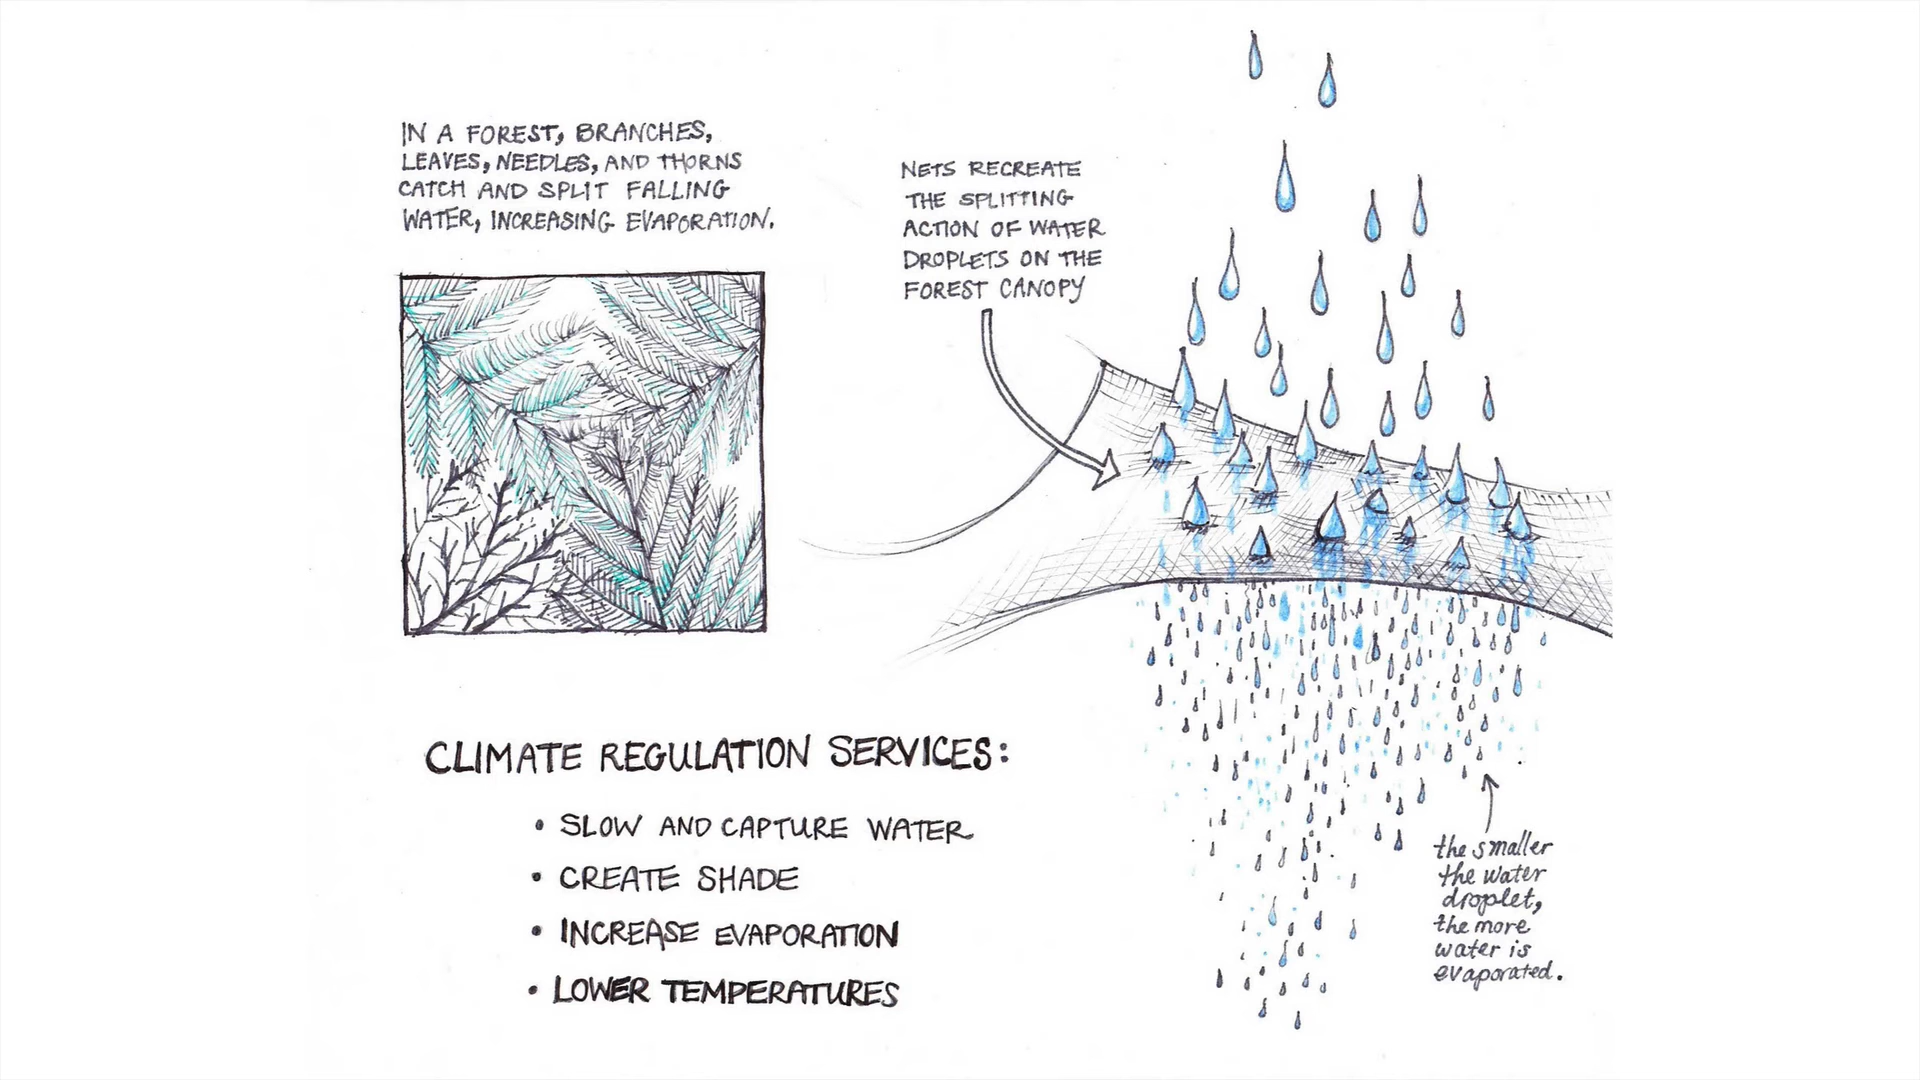 IN A FOREST, BRANCHES,
LEAVES, NEEDLES, AND THORNS
CATCH AND SPLIT FALLING
WATER, INCREASING EVAPORATION.
NETS RECREATE
THE SPLITTING
ACTION OF WATER
DROPLETS ON THE
FOREST CANOPY
CLIMATE REGULATION SERVICES:
• SLOW AND CAPTURE WATER
• CREATE SHADE
• INCREASE EVAPORATION
• LOWER TEMPERATURES
the smaller
the water
droplet,
the more
water is
evaporated.